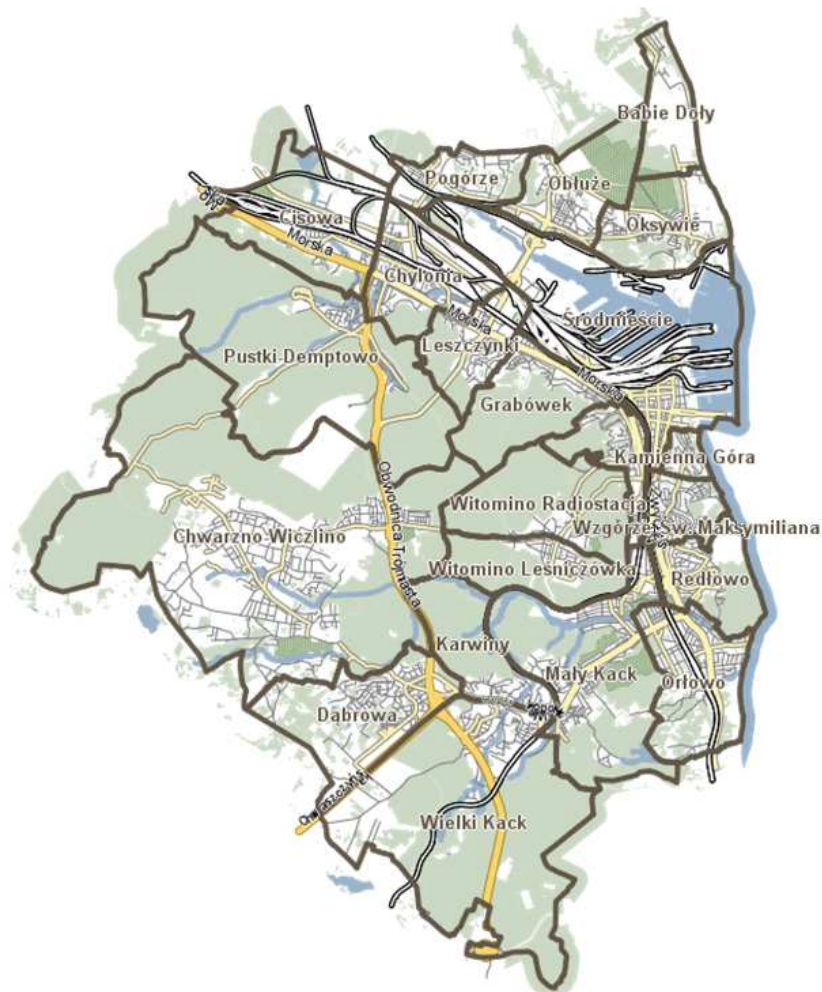 Babie Doły
Pogórze
Obłuże
Oksywie
Cisowa
Morska
Chylonia
Morska
Śródmieście
Leszczynki
Pustki Demptowo
Morska
Grabówek
Kamienna Góra
Obwodnica Trójmiasta
Witomino Radiostacja
Wzgórze Św. Maksymiliana
Chwarzno Wiczlino
Witomino Leśniczówka
Redłowo
Karwiny
Mały Kack
Orłowo
Dąbrowa
Wielki Kack